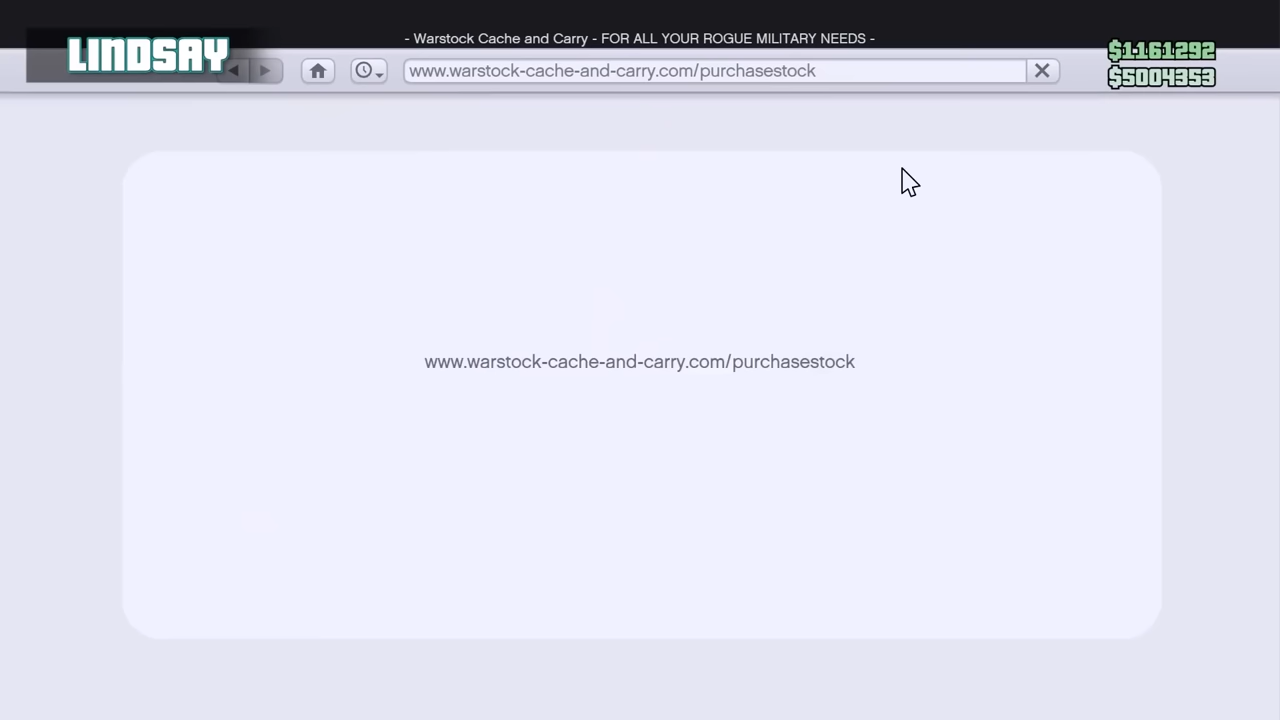 - Warstock Cache and Carry - FOR ALL YOUR ROGUE MILITARY NEEDS -
LINDSAY
www.warstock-cache-and-carry.com/purchasestock
$1161292
$5004353
www.warstock-cache-and-carry.com/purchasestock